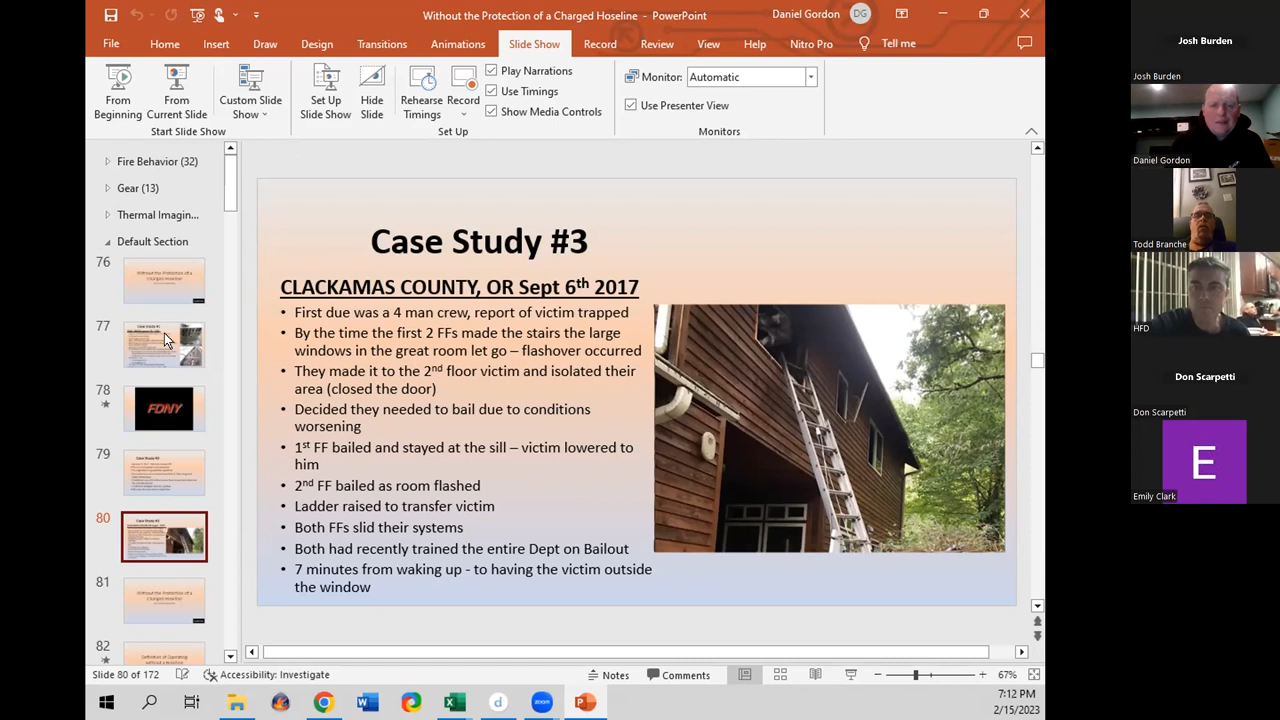 Without the Protection of a Charged Hoseline - PowerPoint
Daniel Gordon
DG
File
Home
Insert
Draw
Design
Transitions
Animations
Slide Show
Record
Review
View
Help
Nitro Pro
Tell me
From
Beginning
From
Current Slide
Custom Slide
Show
Set Up
Slide Show
Hide
Slide
Rehearse
Timings
Record
Play Narrations
Use Timings
Show Media Controls
Monitor:
Automatic
Use Presenter View
Start Slide Show
Set Up
Monitors
Fire Behavior (32)
Gear (13)
Thermal Imagin...
Default Section
76
77
78
FDNY
79
80
81
82
Case Study #3
CLACKAMAS COUNTY, OR Sept 6th 2017
• First due was a 4 man crew, report of victim trapped
• By the time the first 2 FFs made the stairs the large
windows in the great room let go – flashover occurred
• They made it to the 2nd floor victim and isolated their
area (closed the door)
• Decided they needed to bail due to conditions
worsening
• 1st FF bailed and stayed at the sill – victim lowered to
him
• 2nd FF bailed as room flashed
• Ladder raised to transfer victim
• Both FFs slid their systems
• Both had recently trained the entire Dept on Bailout
• 7 minutes from waking up - to having the victim outside
the window
Slide 80 of 172
Accessibility: Investigate
Notes
Comments
67%
7:12 PM
2/15/2023
Josh Burden
Josh Burden
Daniel Gordon
Todd Branche
HFD
Don Scarpetti
Don Scarpetti
E
Emily Clark